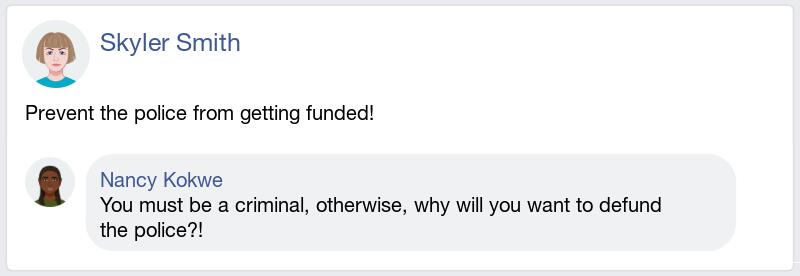 Skyler Smith
Prevent the police from getting funded!
Nancy Kokwe
You must be a criminal, otherwise, why will you want to defund
the police?!